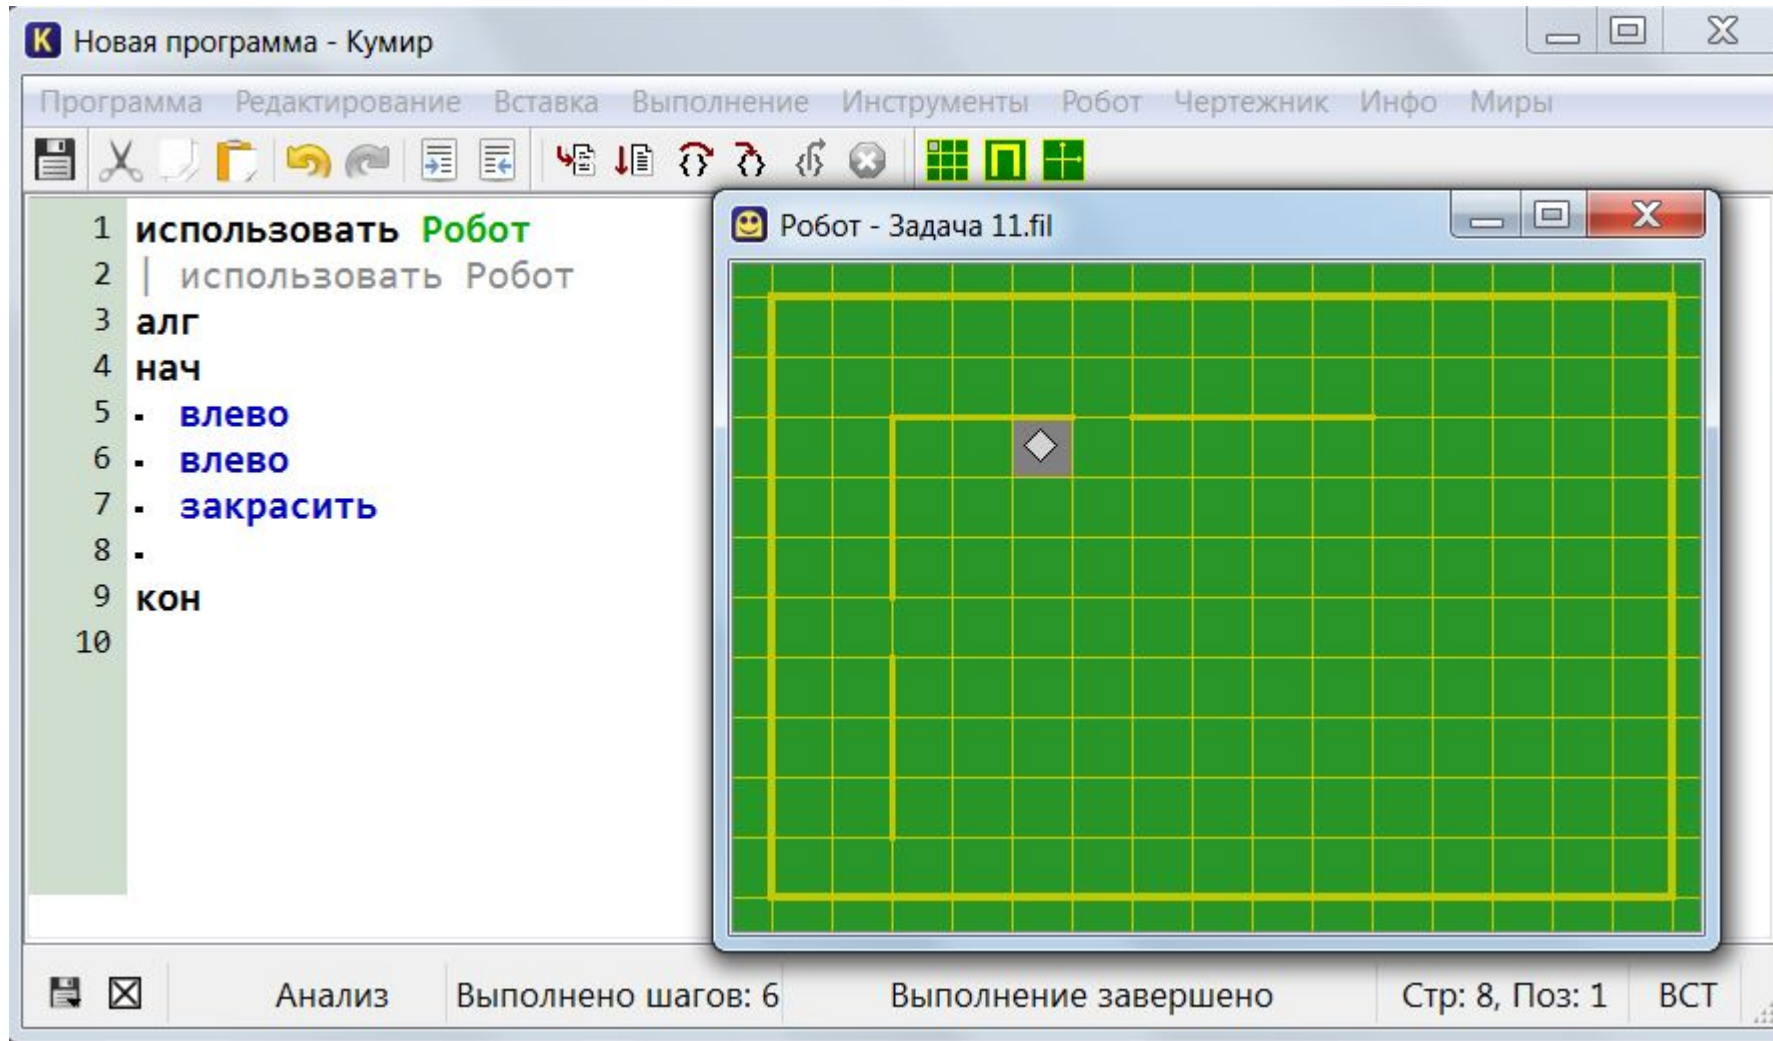 K Новая программа - Кумир
Программа Редактирование Вставка Выполнение Инструменты Робот Чертежник Инфо Миры
1 использовать Робот
2 | использовать Робот
3 алг
4 нач
5 влево
6 влево
7 закрасить
8
9 кон
10
Робот - Задача 11.fil
Анализ Выполнено шагов: 6 Выполнение завершено Стр: 8, Поз: 1 ВСТ